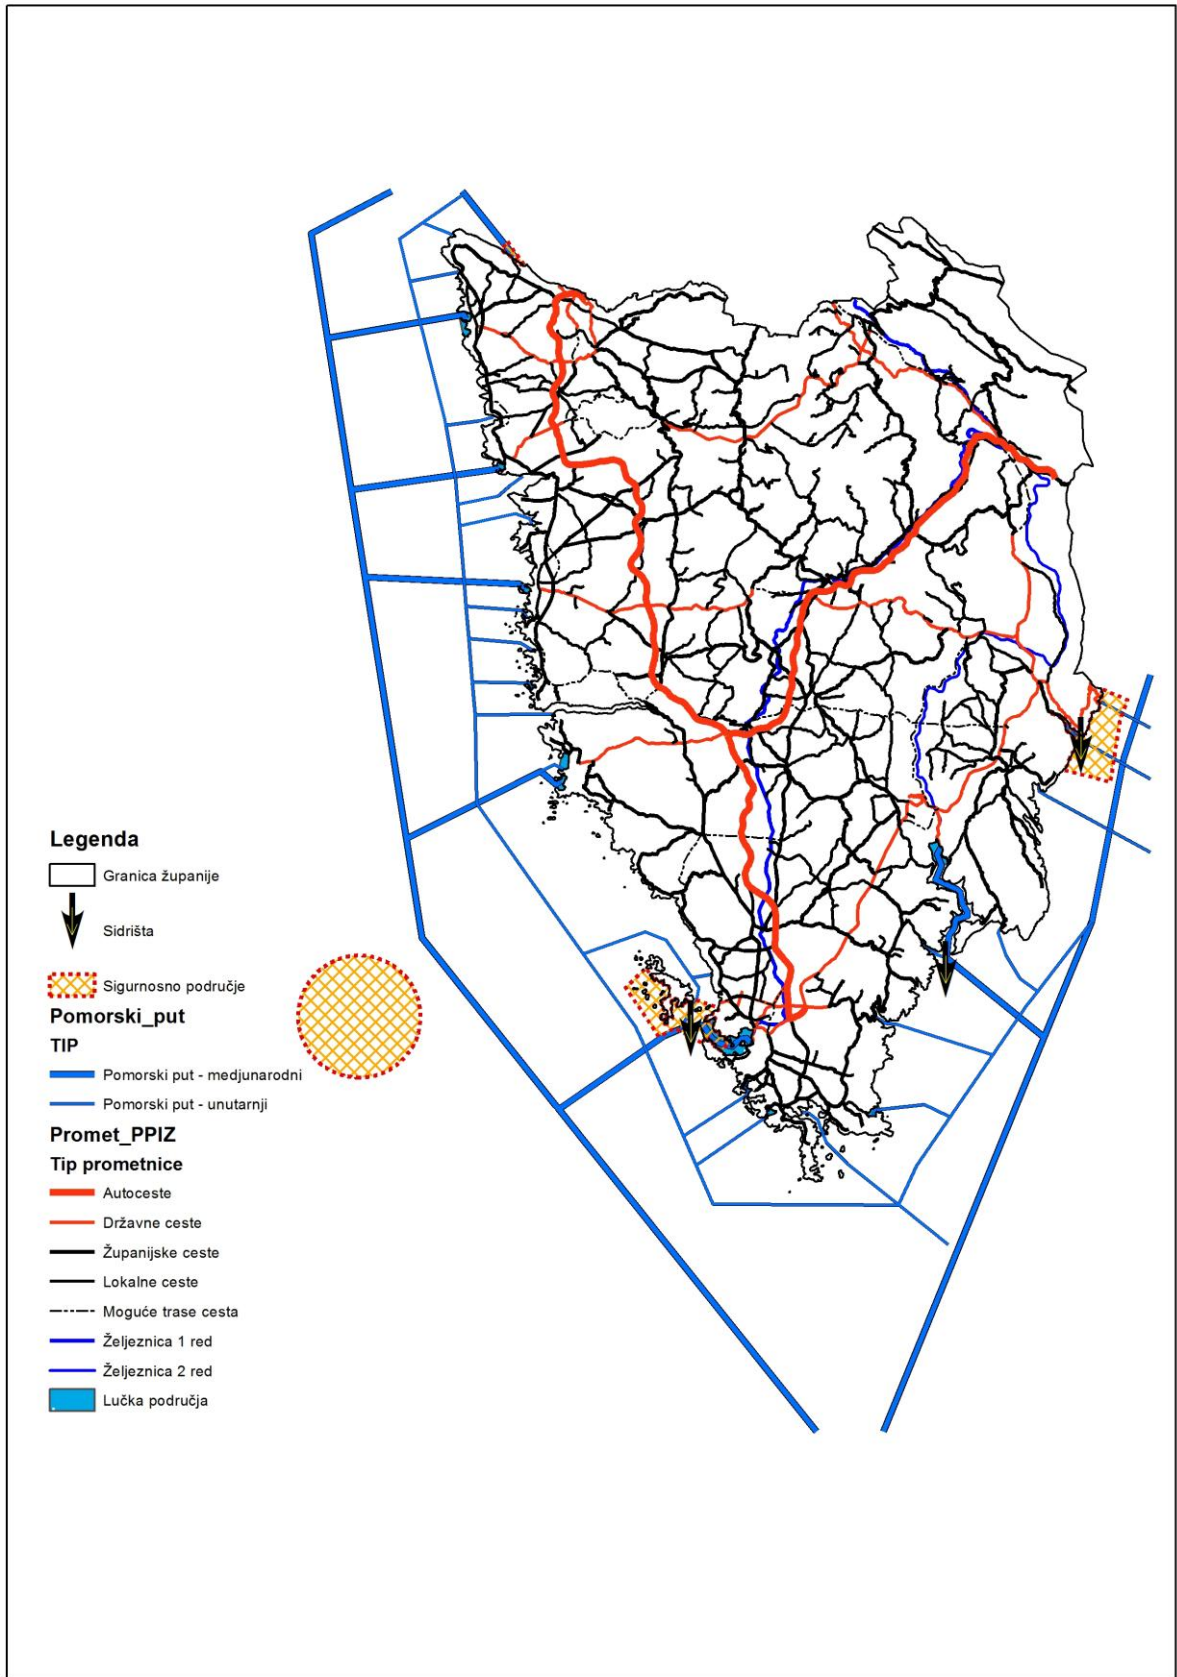 Legenda
Granica županije
Sidrišta
Sigurnosno područje
Pomorski_put
TIP
Pomorski put - medjunarodni
Pomorski put - unutarnji
Promet_PPIZ
Tip prometnice
Autoceste
Državne ceste
Županijske ceste
Lokalne ceste
Moguće trase cesta
Željeznica 1 red
Željeznica 2 red
Lučka područja